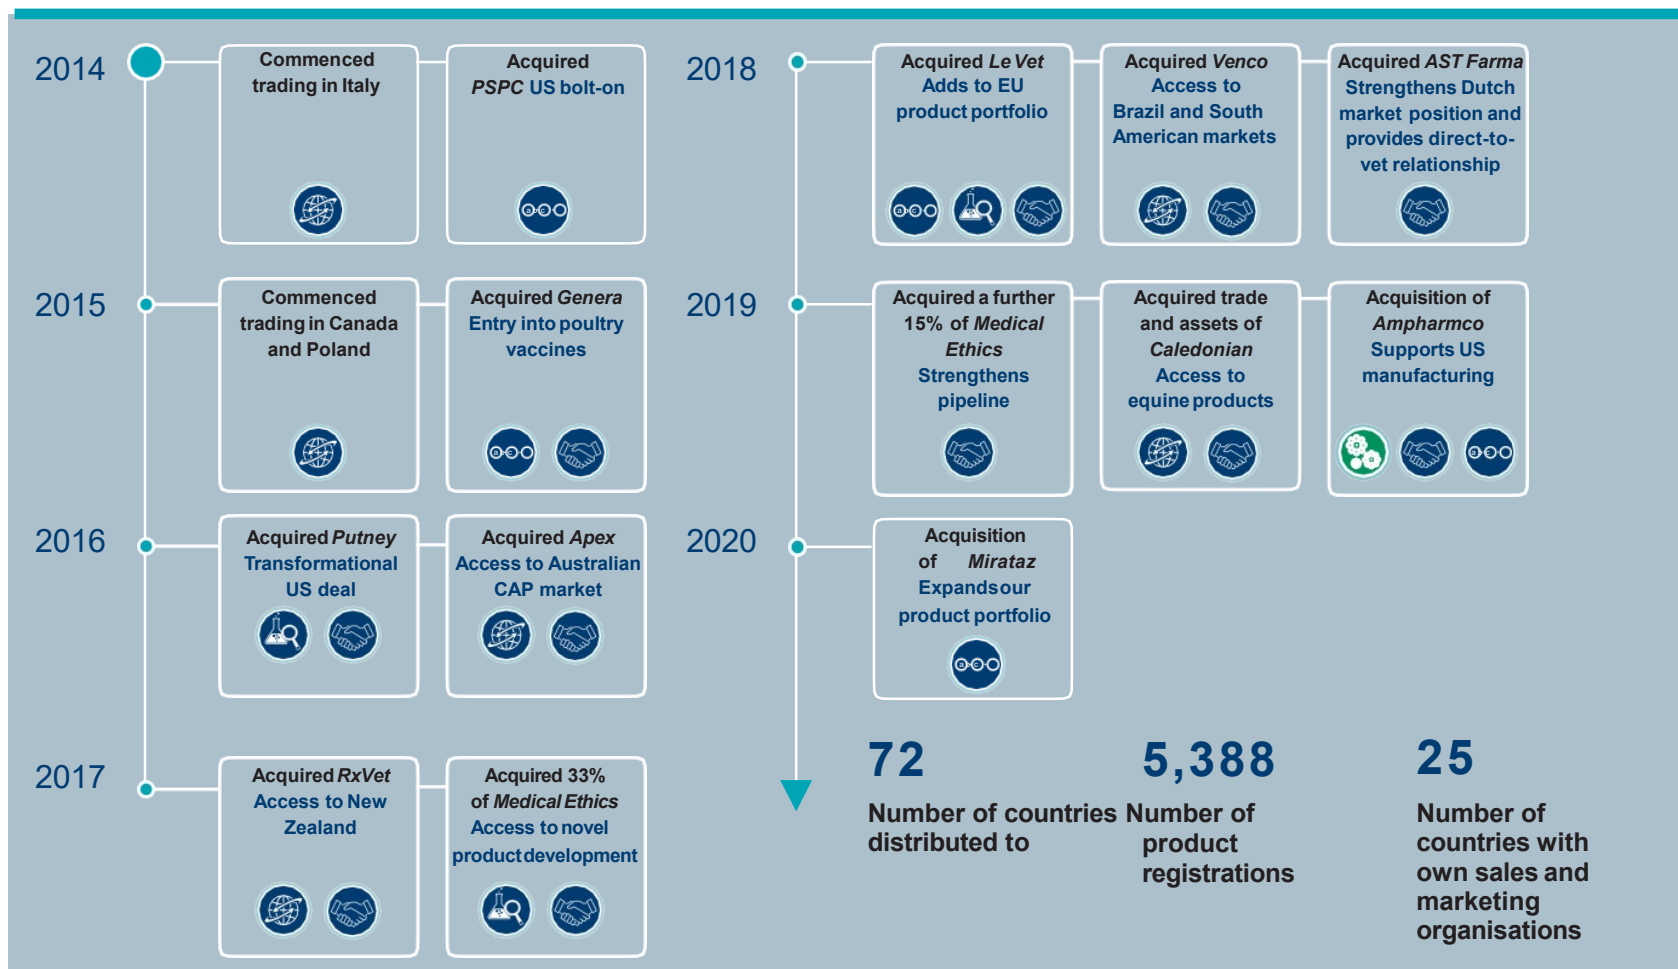 2014
Commenced
trading in Italy
Acquired
PSPC US bolt-on
2015
Commenced
trading in Canada
and Poland
Acquired Genera
Entry into poultry
vaccines
2016
Acquired Putney
Transformational
US deal
Acquired Apex
Access to Australian
CAP market
2017
Acquired RxVet
Access to New
Zealand
Acquired 33%
of Medical Ethics
Access to novel
product development
2018
Acquired Le Vet
Adds to EU
product portfolio
Acquired Venco
Access to
Brazil and South
American markets
Acquired AST Farma
Strengthens Dutch
market position and
provides direct-to-
vet relationship
2019
Acquired a further
15% of Medical
Ethics
Strengthens
pipeline
Acquired trade
and assets of
Caledonian
Access to
equine products
Acquisition of
Ampharmco
Supports US
manufacturing
2020
Acquisition
of Mirataz
Expands our
product portfolio
72
Number of countries
distributed to
5,388
Number of
product
registrations
25
Number of
countries with
own sales and
marketing
organisations